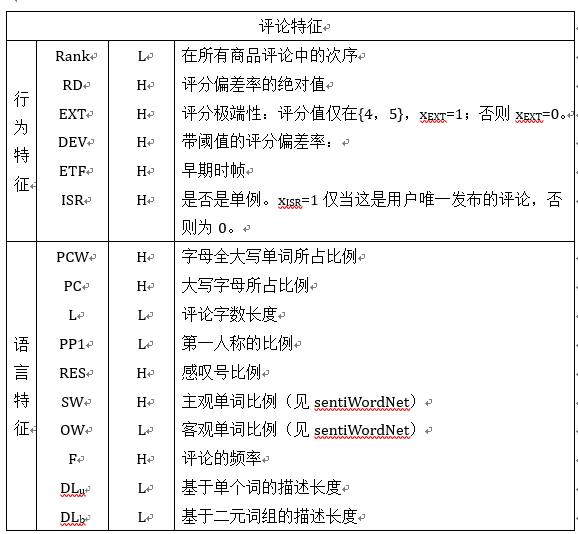 评论特征
行为特征
Rank L 在所有商品评论中的次序
RD H 评分偏差率的绝对值
EXT H 评分极端性：评分值仅在{4，5}，xEXT=1；否则 xEXT=0。
DEV H 带阈值的评分偏差率：
ETF H 早期时帧
ISR H 是否是单例。xISR=1 仅当这是用户唯一发布的评论，否
则为 0。
语言特征
PCW H 字母全大写单词所占比例
PC H 大写字母所占比例
L L 评论字数长度
PP1 L 第一人称的比例
RES H 感叹号比例
SW H 主观单词比例（见 sentiWordNet）
OW L 客观单词比例（见 sentiWordNet）
F H 评论的频率
DLu L 基于单个词的描述长度
DLb L 基于二元词组的描述长度